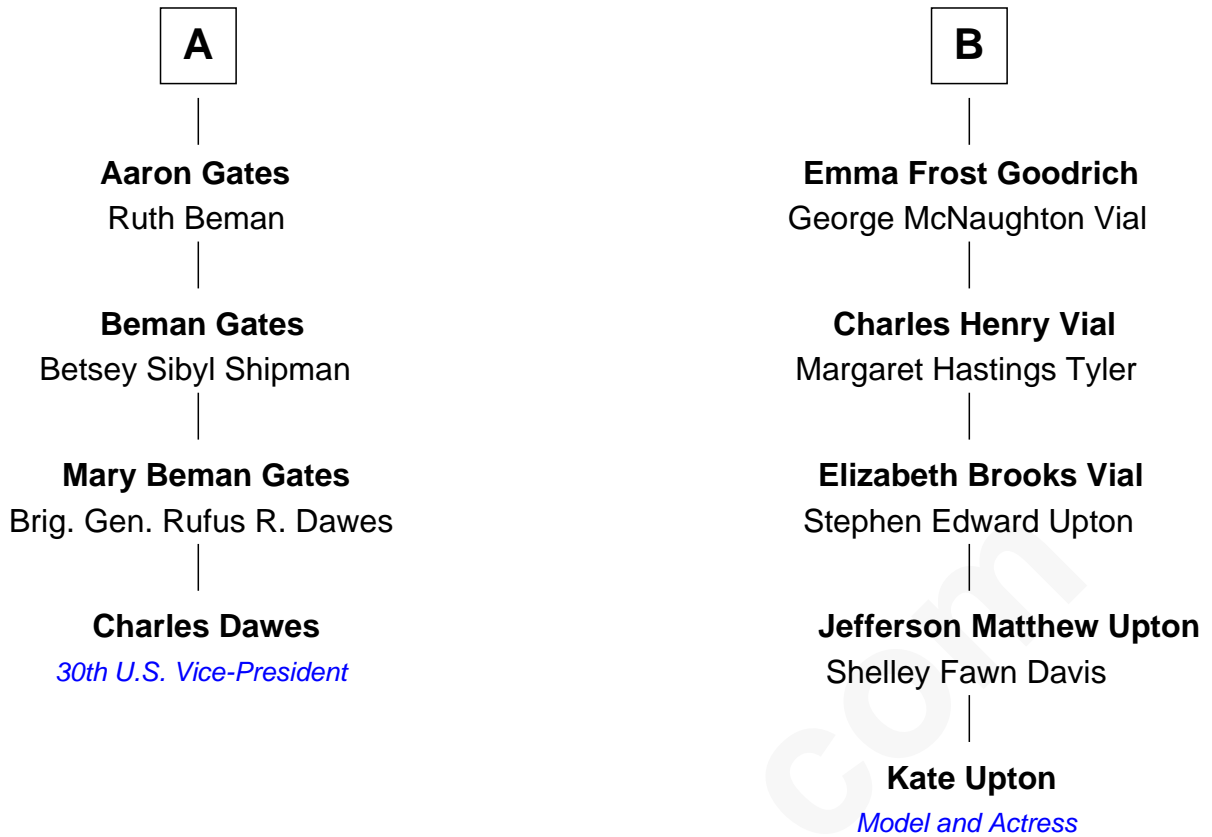 A
Aaron Gates
Ruth Beman
Beman Gates
Betsey Sibyl Shipman
Mary Beman Gates
Brig. Gen. Rufus R. Dawes
Charles Dawes
30th U.S. Vice-President
B
Emma Frost Goodrich
George McNaughton Vial
Charles Henry Vial
Margaret Hastings Tyler
Elizabeth Brooks Vial
Stephen Edward Upton
Jefferson Matthew Upton
Shelley Fawn Davis
Kate Upton
Model and Actress
com